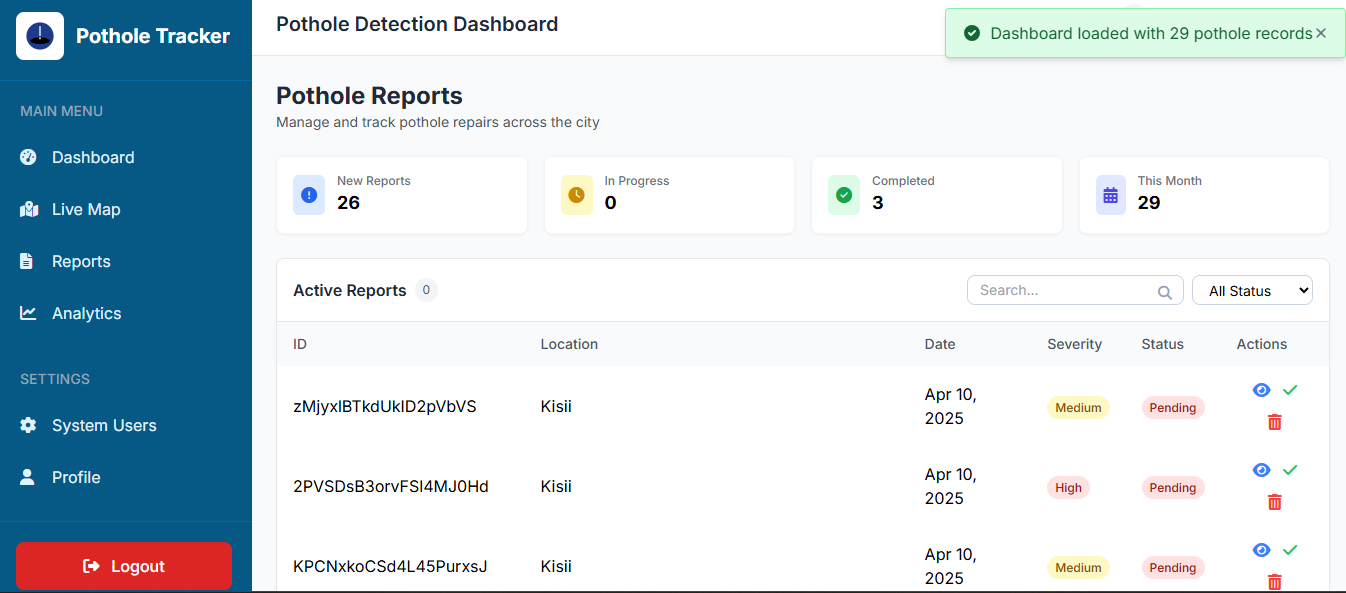 Pothole Tracker
MAIN MENU
Dashboard
Live Map
Reports
Analytics
SETTINGS
System Users
Profile
Logout
Pothole Detection Dashboard
Dashboard loaded with 29 pothole records
Pothole Reports
Manage and track pothole repairs across the city
New Reports
26
In Progress
0
Completed
3
This Month
29
Active Reports 0
Search...
All Status
ID Location Date Severity Status Actions
zMjyxIBTkdUkID2pVbVS Kisii Apr 10, 2025 Medium Pending
2PVSDsB3orvFSI4MJ0Hd Kisii Apr 10, 2025 High Pending
KPCNxkoCSd4L45PurxsJ Kisii Apr 10, 2025 Medium Pending